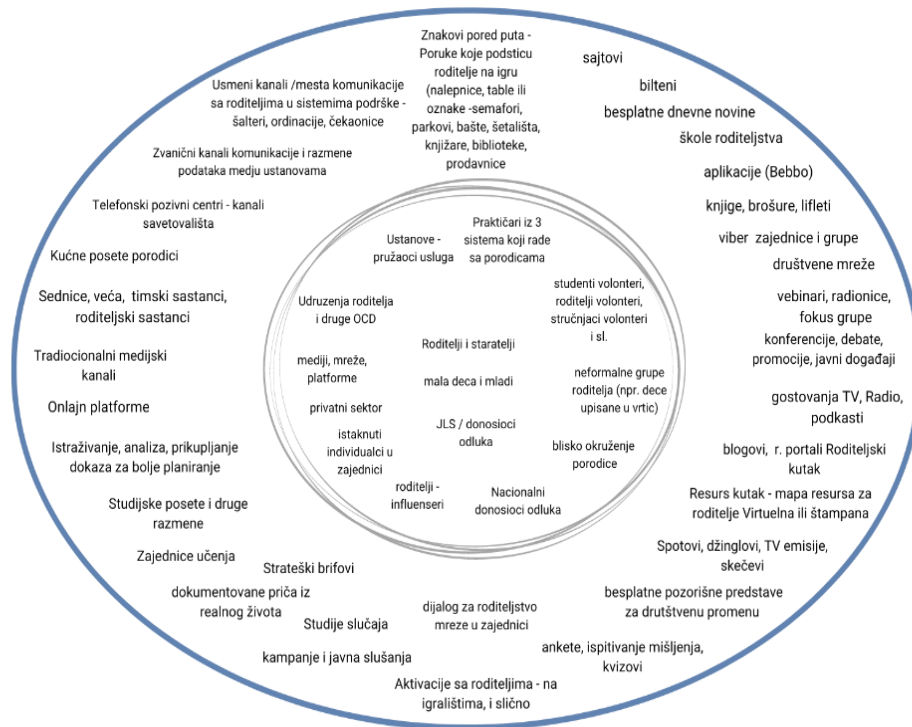 Znakovi pored puta -
Poruke koje podsticu
roditelje na igru
(nalepnice, table ili
oznake -semafori,
parkovi, bašte, šetališta,
knjižare, biblioteke,
prodavnice
sajtovi
bilteni
besplatne dnevne novine
škole roditeljstva
aplikacije (Bebbo)
knjige, brošure, lifleti
viber zajednice i grupe
društvene mreže
vebinari, radionice,
fokus grupe
konferencije, debate,
promocije, javni događaji
gostovanja TV, Radio,
podkasti
blogovi, r. portali Roditeljski
kutak
Resurs kutak - mapa resursa za
roditelje Virtuelna ili štampana
Spotovi, džinglovi, TV emisije,
skečevi
besplatne pozorišne predstave
za drutštvenu promenu
ankete, ispitivanje mišljenja,
kvizovi
dijalog za roditeljstvo
mreze u zajednici
Aktivacije sa roditeljima - na
igralištima, i slično
kampanje i javna slušanja
Studije slučaja
dokumentovane priča iz
realnog života
Strateški brifovi
Zajednice učenja
Studijske posete i druge
razmene
Istraživanje, analiza, prikupljanje
dokaza za bolje planiranje
Onlajn platforme
Tradiocionalni medijski
kanali
Sednice, veća, timski sastanci,
roditeljski sastanci
Kućne posete porodici
Telefonski pozivni centri - kanali
savetovališta
Zvanični kanali komunikacije i razmene
podataka medju ustanovama
Usmeni kanali /mesta komunikacije
sa roditeljima u sistemima podrške -
šalteri, ordinacije, čekaonice
Ustanove -
pružaoci usluga
Praktičari iz 3
sistema koji rade
sa porodicama
studenti volonteri,
roditelji volonteri,
stručnjaci volonteri
i sl.
neformalne grupe
roditelja (npr. dece
upisane u vrtic)
blisko okruženje
porodice
Nacionalni
donosioci odluka
roditelji -
influenseri
istaknuti
individualci u
zajednici
privatni sektor
mediji, mreže,
platforme
Udruzenja roditelja
i druge OCD
Roditelji i staratelji
mala deca i mladi
JLS / donosioci
odluka